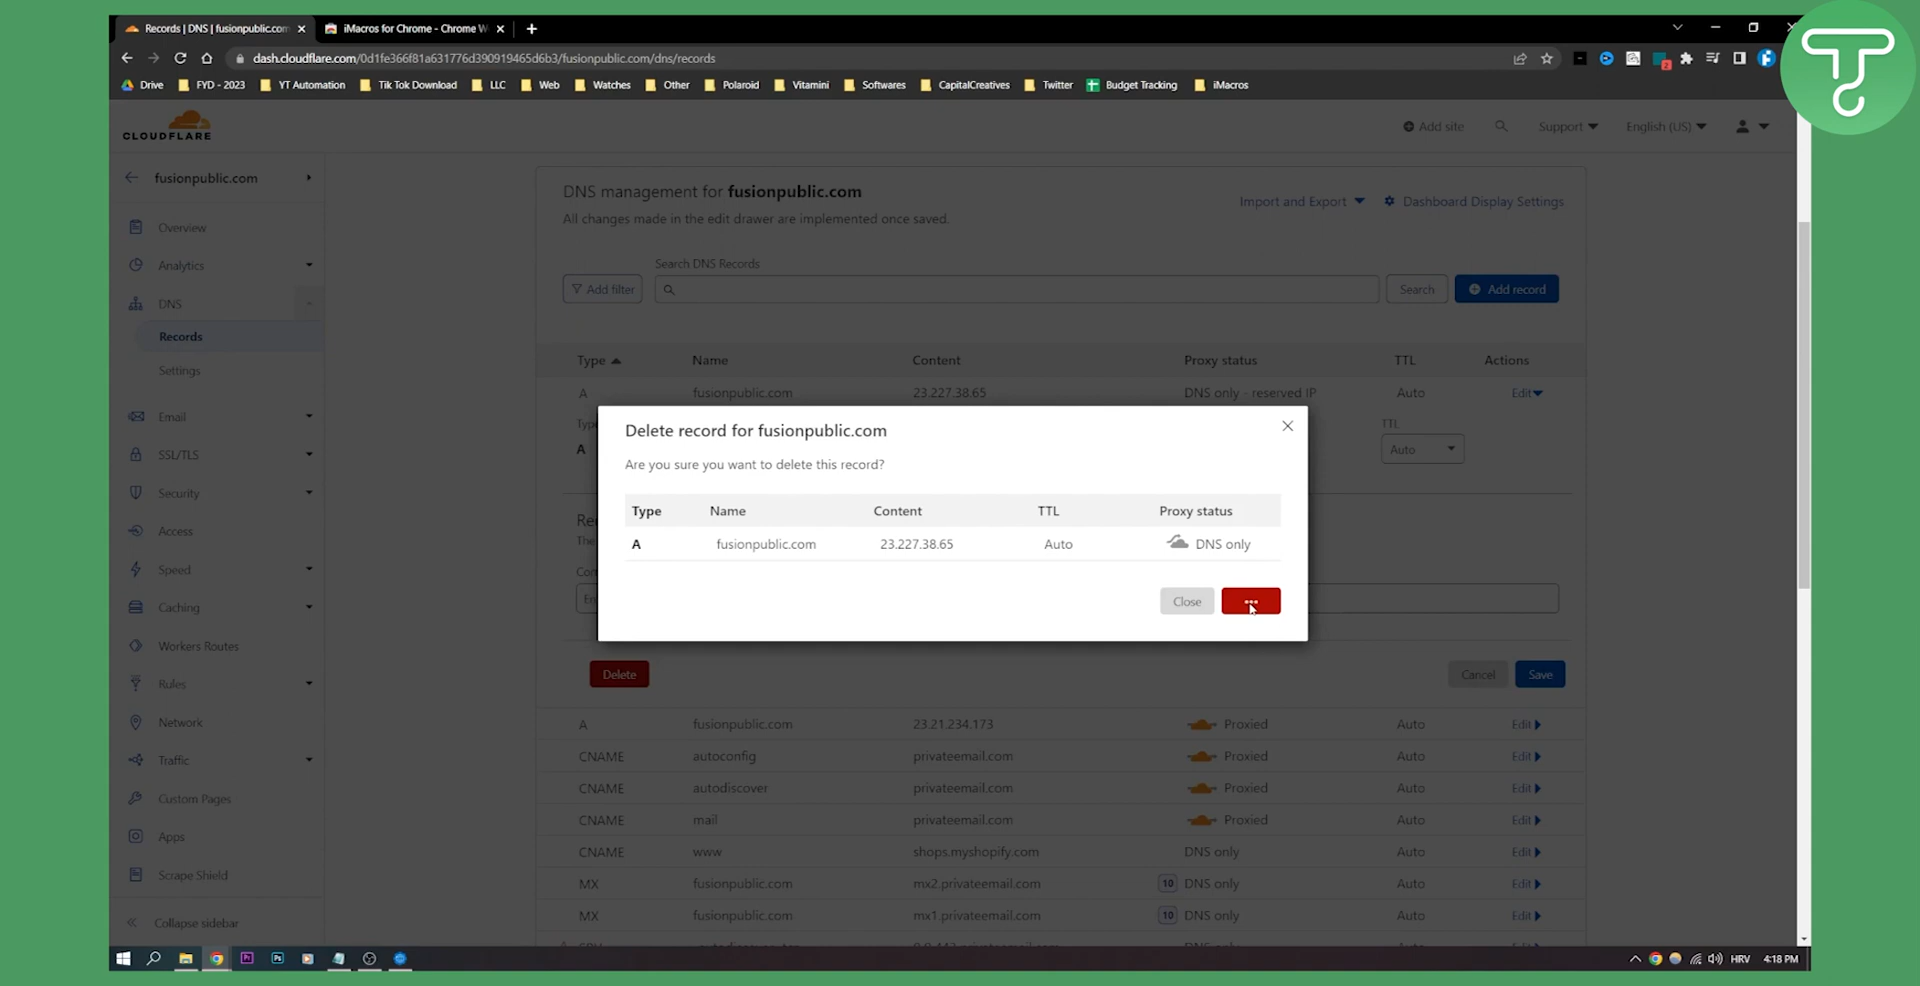 Records | DNS | fusionpublic.com
iMacros for Chrome - Chrome W
dash.cloudflare.com/0d1fe366f81a631776d390919465d6b3/fusionpublic.com/dns/records
Drive FYD - 2023 YT Automation Tik Tok Download LLC Web Watches Other Polaroid Vitamini Softwares CapitalCreatives Twitter Budget Tracking iMacros
CLOUDFLARE
Add site Support English (US)
fusionpublic.com
Overview
Analytics
DNS
Records
Settings
Email
SSL/TLS
Security
Access
Speed
Caching
Workers Routes
Rules
Network
Traffic
Custom Pages
Apps
Scrape Shield
Collapse sidebar
DNS management for fusionpublic.com
All changes made in the edit drawer are implemented once saved.
Import and Export Dashboard Display Settings
Search DNS Records
Add filter Search Add record
Type Name Content Proxy status TTL Actions
A fusionpublic.com 23.227.38.65 DNS only - reserved IP Auto Edit
TTL
A Auto
Delete record for fusionpublic.com
Are you sure you want to delete this record?
Type Name Content TTL Proxy status
A fusionpublic.com 23.227.38.65 Auto DNS only
Close
Delete Cancel Save
A fusionpublic.com 23.21.234.173 Proxied Auto Edit
CNAME autoconfig privateemail.com Proxied Auto Edit
CNAME autodiscover privateemail.com Proxied Auto Edit
CNAME mail privateemail.com Proxied Auto Edit
CNAME www shops.myshopify.com DNS only Auto Edit
MX fusionpublic.com mx2.privateemail.com 10 DNS only Auto Edit
MX fusionpublic.com mx1.privateemail.com 10 DNS only Auto Edit
HRV 4:18 PM